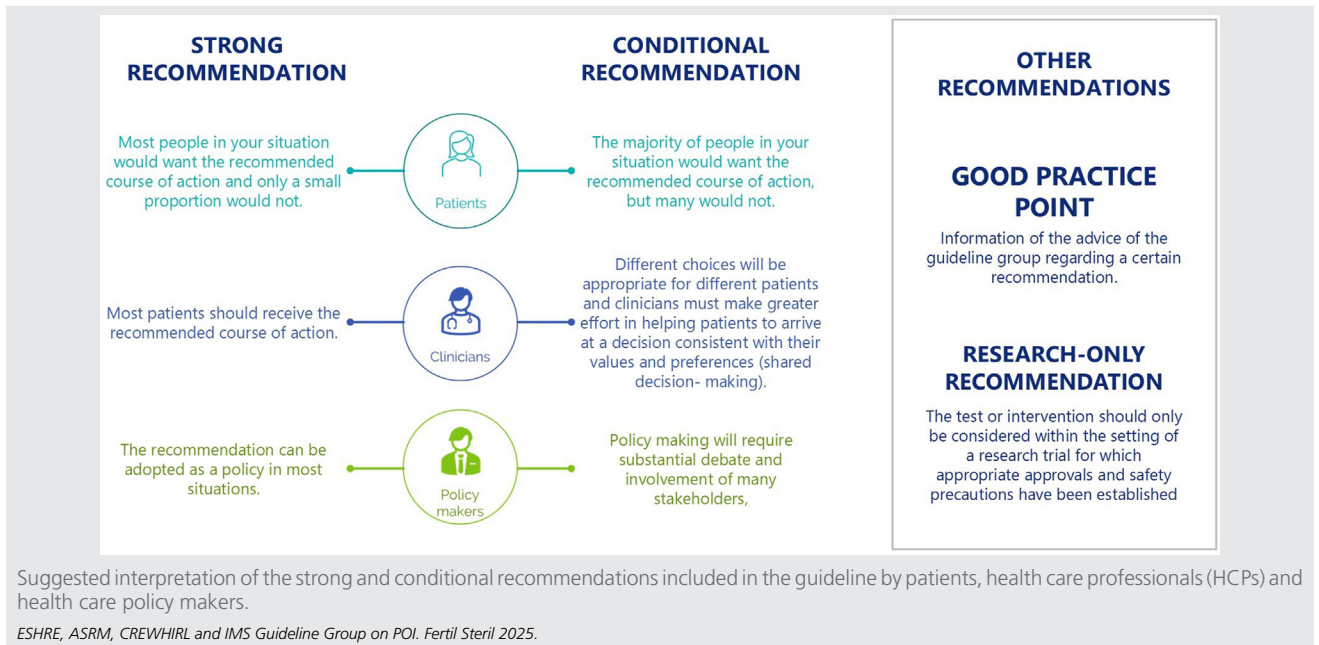 STRONG
RECOMMENDATION
CONDITIONAL
RECOMMENDATION
Most people in your situation
would want the recommended
course of action and only a small
proportion would not.
Patients
The majority of people in your
situation would want the
recommended course of action,
but many would not.
Most patients should receive the
recommended course of action.
Clinicians
Different choices will be
appropriate for different patients
and clinicians must make greater
effort in helping patients to arrive
at a decision consistent with their
values and preferences (shared
decision- making).
The recommendation can be
adopted as a policy in most
situations.
Policy
makers
Policy making will require
substantial debate and
involvement of many
stakeholders,
OTHER
RECOMMENDATIONS
GOOD PRACTICE
POINT
Information of the advice of the
guideline group regarding a certain
recommendation.
RESEARCH-ONLY
RECOMMENDATION
The test or intervention should only
be considered within the setting of
a research trial for which
appropriate approvals and safety
precautions have been established
Suggested interpretation of the strong and conditional recommendations included in the guideline by patients, health care professionals (HCPs) and
health care policy makers.
ESHRE, ASRM, CREWHIRL and IMS Guideline Group on POI. Fertil Steril 2025.